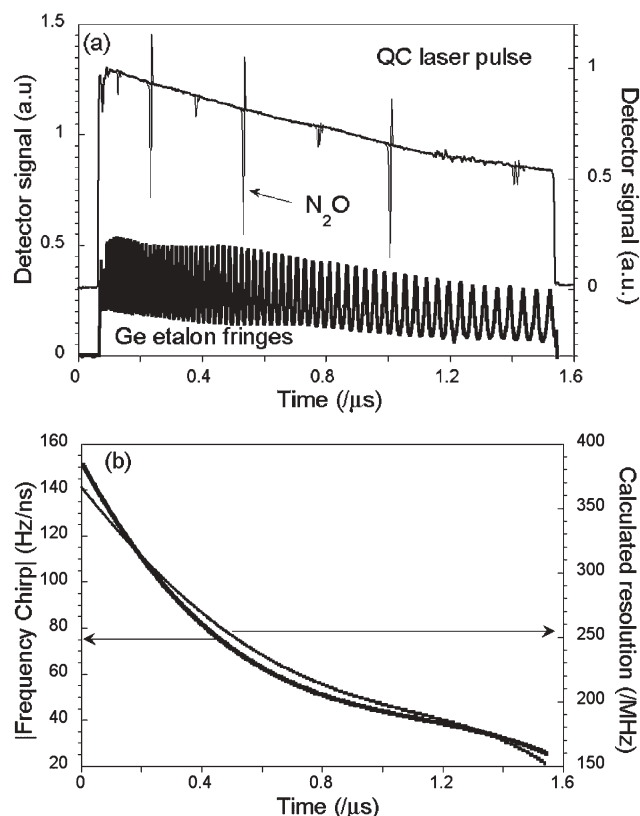 (a)
QC laser pulse
N2O
Ge etalon fringes
Detector signal (a.u)
1.5
1
0.5
0
Detector signal (a.u.)
1
0.5
0
0 0.4 0.8 1.2 1.6
Time (/µs)
(b)
|Frequency Chirp| (Hz/ns)
160
140
120
100
80
60
40
20
Calculated resolution (/MHz)
400
350
300
250
200
150
0 0.4 0.8 1.2 1.6
Time (/µs)